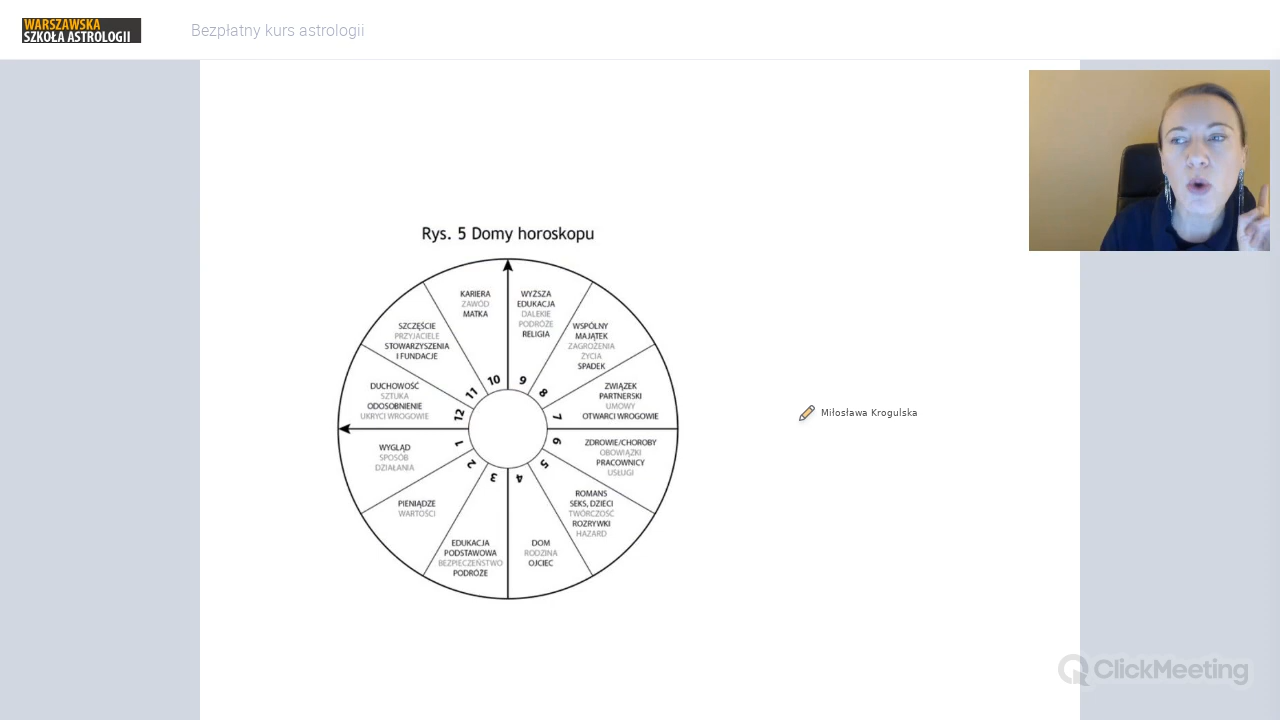 WARSZAWSKA
SZKOŁA ASTROLOGII
Bezpłatny kurs astrologii
Rys. 5 Domy horoskopu
KARIERA
ZAWÓD
MATKA
WYŻSZA
EDUKACJA
DALEKIE
PODRÓŻE
RELIGIA
SZCZĘŚCIE
PRZYJACIELE
STOWARZYSZENIA
I FUNDACJE
WSPÓLNY
MAJĄTEK
ZAGROŻENIA
ŻYCIA
SPADEK
DUCHOWOŚĆ
SZTUKA
ODOSOBNIENIE
UKRYCI WROGOWIE
ZWIĄZEK
PARTNERSKI
UMOWY
OTWARCI WROGOWIE
10
9
11
8
12
7
1
6
2
5
3
4
WYGLĄD
SPOSÓB
DZIAŁANIA
ZDROWIE/CHOROBY
OBOWIĄZKI
PRACOWNICY
USŁUGI
PIENIĄDZE
WARTOŚCI
ROMANS
SEKS, DZIECI
TWÓRCZOŚĆ
ROZRYWKI
HAZARD
EDUKACJA
PODSTAWOWA
BEZPIECZEŃSTWO
PODRÓŻE
DOM
RODZINA
OJCIEC
Miłosława Krogulska
ClickMeeting